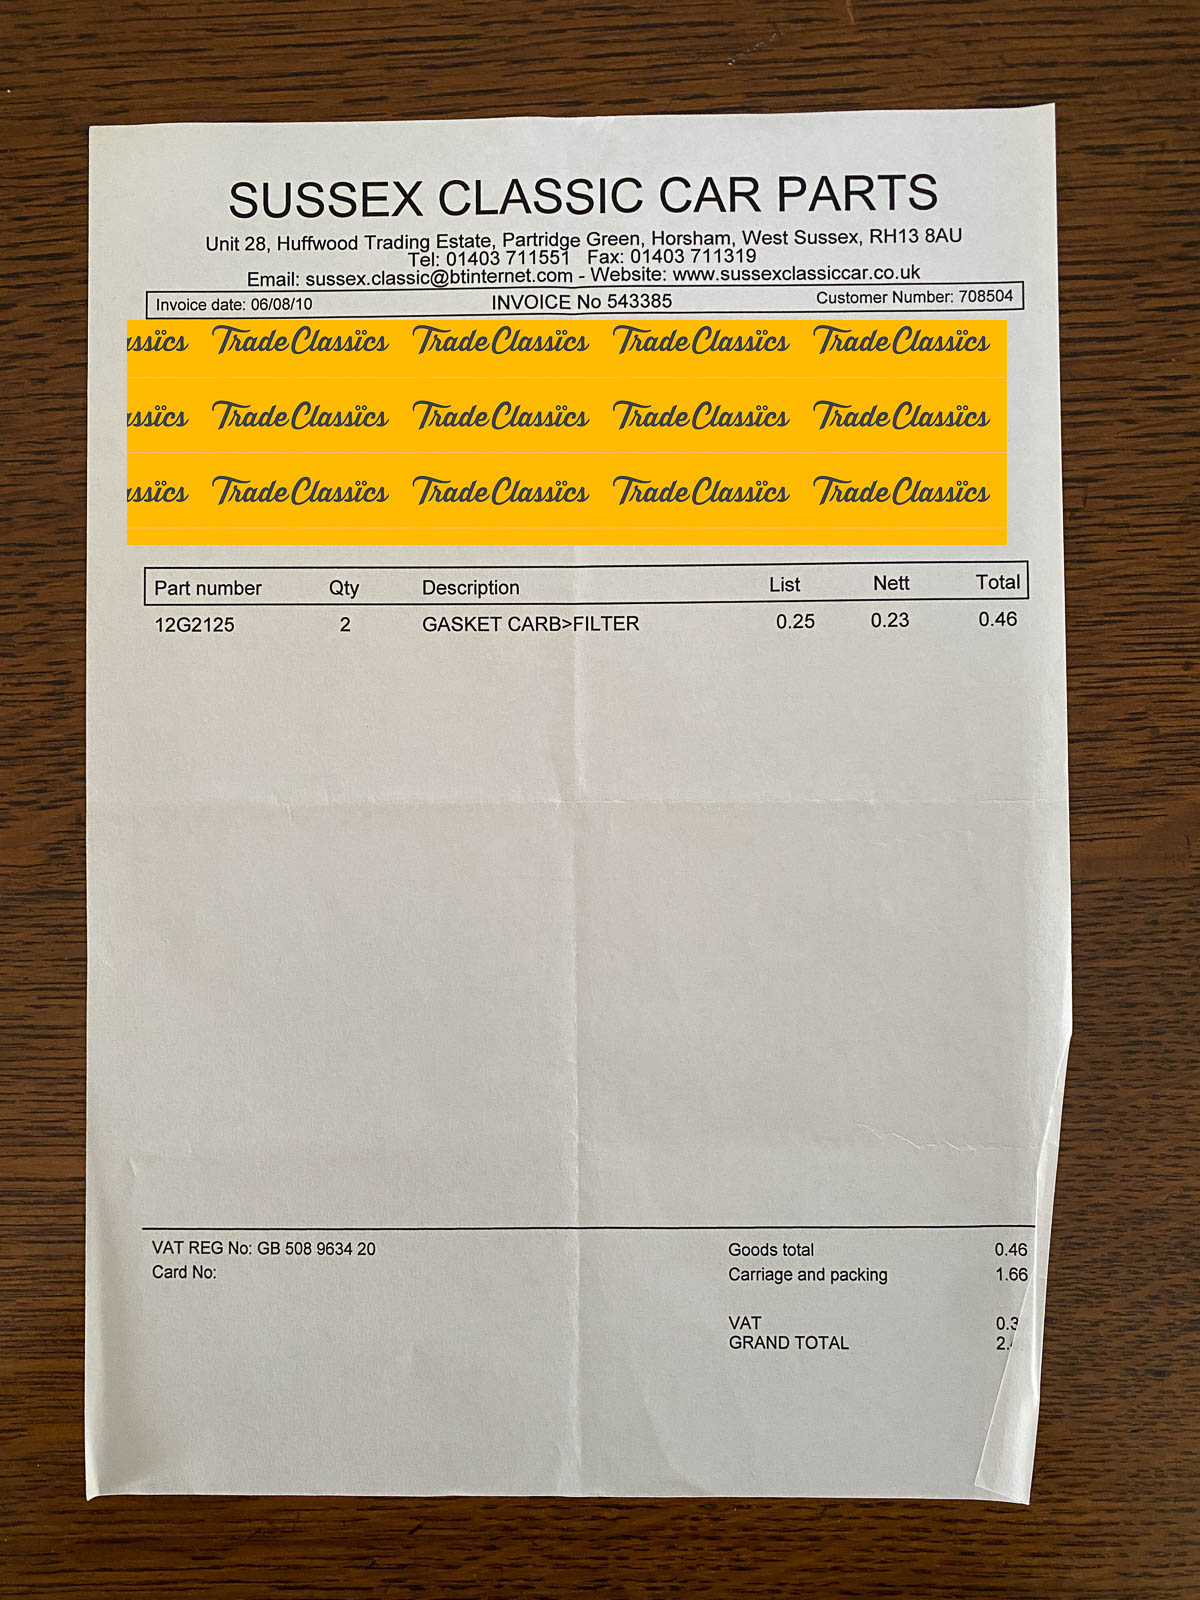 SUSSEX CLASSIC CAR PARTS
Unit 28, Huffwood Trading Estate, Partridge Green, Horsham, West Sussex, RH13 8AU
Tel: 01403 711551 Fax: 01403 711319
Email: sussex.classic@btinternet.com - Website: www.sussexclassiccar.co.uk
Invoice date: 06/08/10 INVOICE No 543385 Customer Number: 708504
Trade Classics Trade Classics Trade Classics Trade Classics
Trade Classics Trade Classics Trade Classics Trade Classics
Trade Classics Trade Classics Trade Classics Trade Classics
Part number Qty Description List Nett Total
12G2125 2 GASKET CARB>FILTER 0.25 0.23 0.46
VAT REG No: GB 508 9634 20 Goods total 0.46
Card No: Carriage and packing 1.66
VAT
GRAND TOTAL